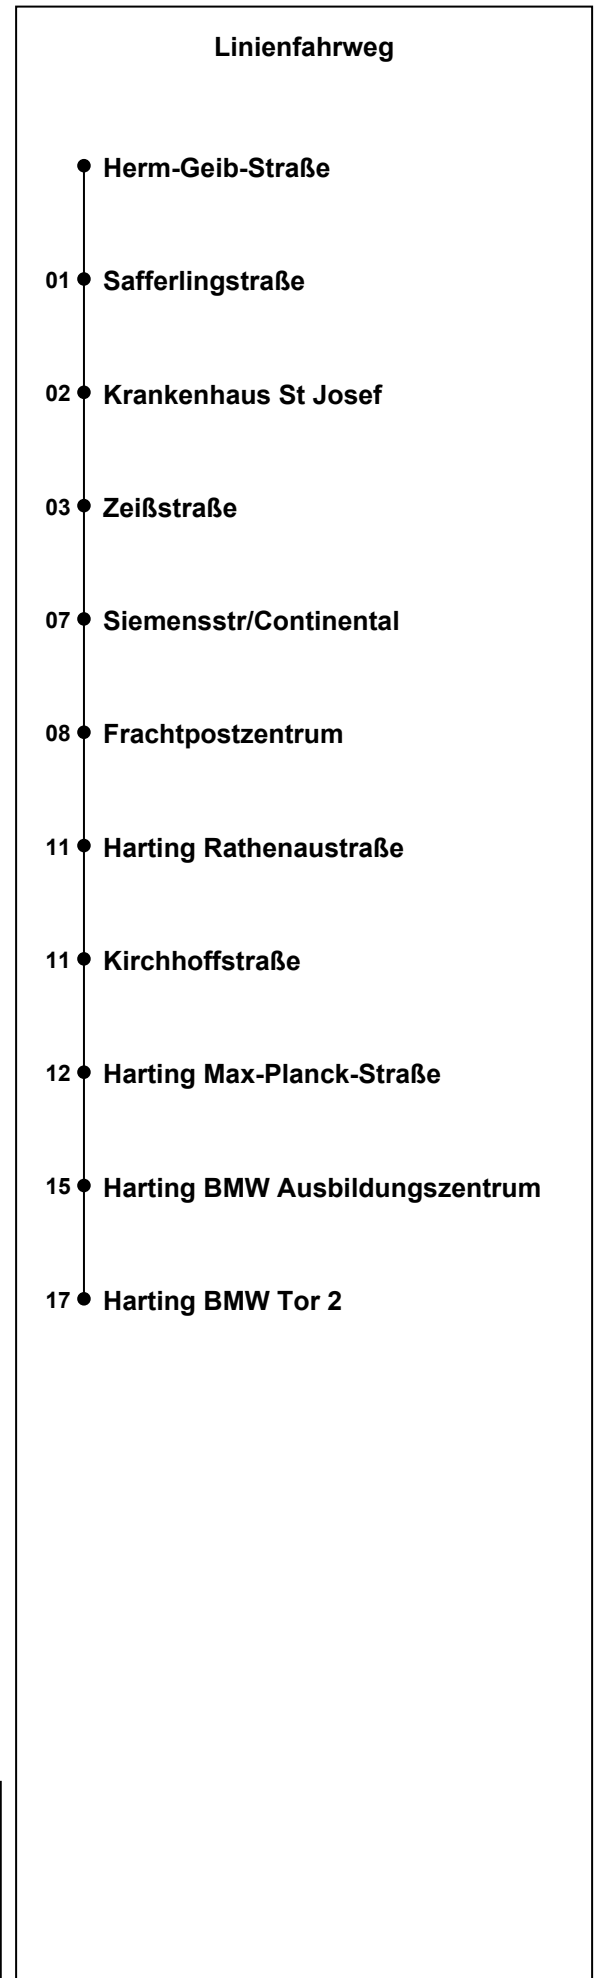 Linienfahrweg
Herm-Geib-Straße
01 Safferlingstraße
02 Krankenhaus St Josef
03 Zeißstraße
07 Siemensstr/Continental
08 Frachtpostzentrum
11 Harting Rathenaustraße
11 Kirchhoffstraße
12 Harting Max-Planck-Straße
15 Harting BMW Ausbildungszentrum
17 Harting BMW Tor 2